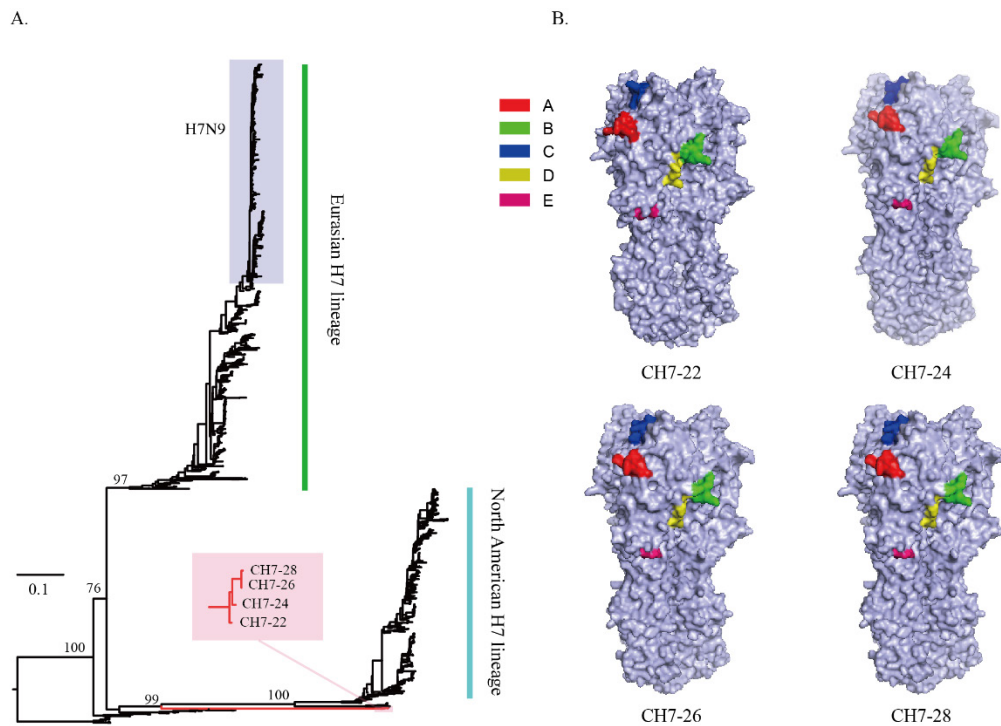 A.
B.
H7N9
Eurasian H7 lineage
A
B
C
D
E
CH7-22
CH7-24
97
North American H7 lineage
CH7-28
CH7-26
CH7-24
CH7-22
0.1
76
100
99
100
CH7-26
CH7-28